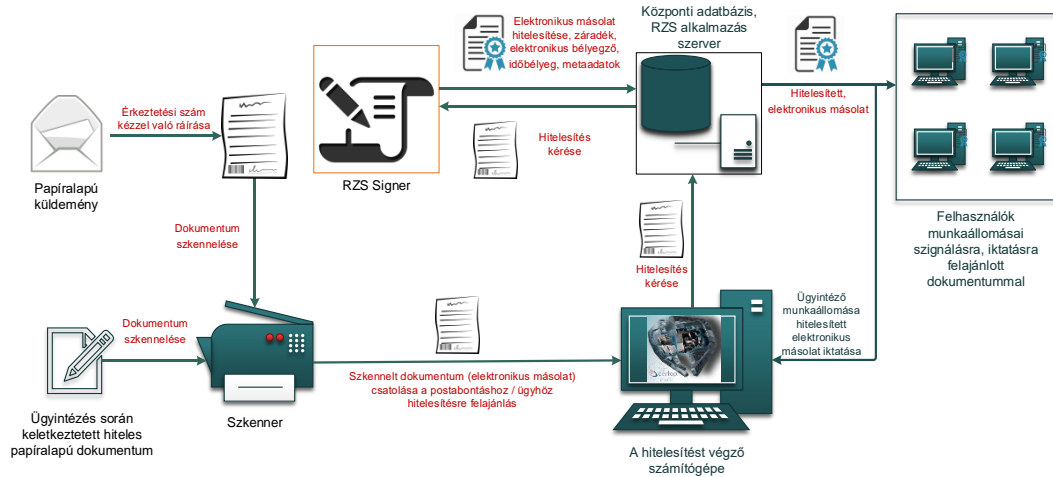 Elektronikus másolat
hitelesítése, záradék,
elektronikus bélyegző,
időbélyeg, metaadatok
Központi adatbázis,
RZS alkalmazás
szerver
Érkeztetési szám
kézzel való ráírása
Hitelesített,
elektronikus másolat
Hitelesítés
kérése
Papíralapú
küldemény
RZS Signer
Dokumentum
szkennelése
Hitelesítés
kérése
Felhasználók
munkaállomásai
szignálásra, iktatásra
felajánlott
dokumentummal
Ügyintéző
munkaállomása
hitelesített
elektronikus
másolat iktatása
Dokumentum
szkennelése
Szkennelt dokumentum (elektronikus másolat)
csatolása a postabontáshoz / ügyhöz
hitelesítésre felajánlás
Ügyintézés során
keletkeztetett hiteles
papíralapú dokumentum
Szkenner
A hitelesítést végző
számítógépe